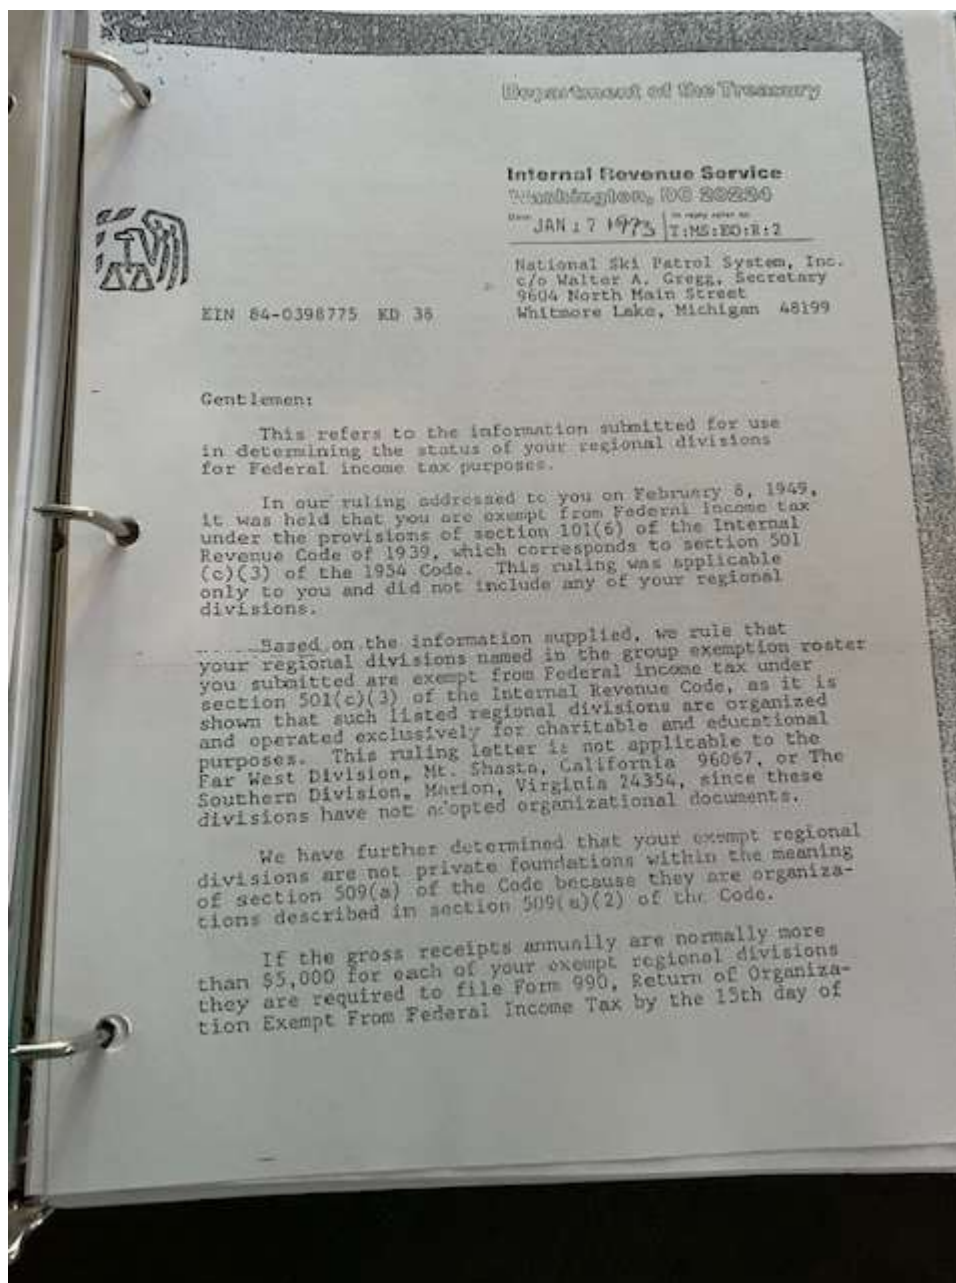 Department of the Treasury
Internal Revenue Service
Washington, DC 20224
Date: JAN 17 1973
In reply refer to:
T:MS:EO:R:2
National Ski Patrol System, Inc.
c/o Walter A. Gregg, Secretary
9604 North Main Street
Whitmore Lake, Michigan 48199
EIN 84-0398775 KD 38
Gentlemen:
This refers to the information submitted for use
in determining the status of your regional divisions
for Federal income tax purposes.
In our ruling addressed to you on February 8, 1949,
it was held that you are exempt from Federal income tax
under the provisions of section 101(6) of the Internal
Revenue Code of 1939, which corresponds to section 501
(c)(3) of the 1954 Code. This ruling was applicable
only to you and did not include any of your regional
divisions.
Based on the information supplied, we rule that
your regional divisions named in the group exemption roster
you submitted are exempt from Federal income tax under
section 501(c)(3) of the Internal Revenue Code, as it is
shown that such listed regional divisions are organized
and operated exclusively for charitable and educational
purposes. This ruling letter is not applicable to the
Far West Division, Mt. Shasta, California 96067, or The
Southern Division, Marion, Virginia 24354, since these
divisions have not adopted organizational documents.
We have further determined that your exempt regional
divisions are not private foundations within the meaning
of section 509(a) of the Code because they are organiza-
tions described in section 509(a)(2) of the Code.
If the gross receipts annually are normally more
than $5,000 for each of your exempt regional divisions
they are required to file Form 990, Return of Organiza-
tion Exempt From Federal Income Tax by the 15th day of